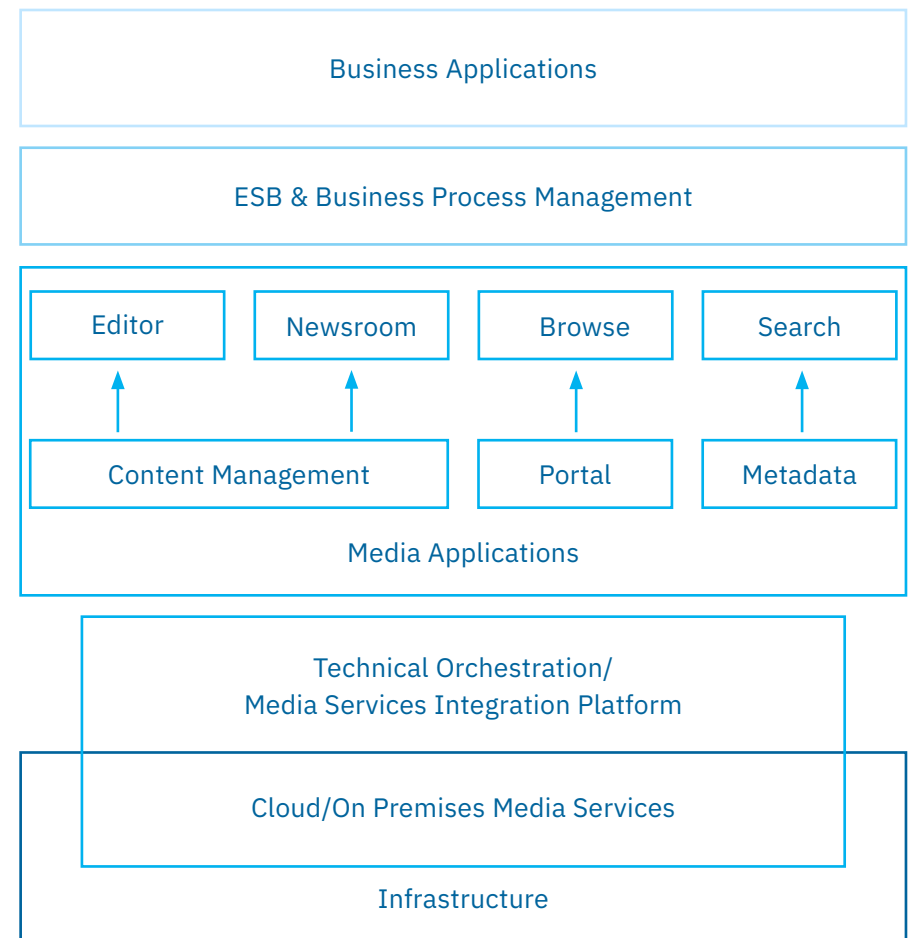 Business Applications
ESB & Business Process Management
Editor
Newsroom
Browse
Search
Content Management
Portal
Metadata
Media Applications
Technical Orchestration/
Media Services Integration Platform
Cloud/On Premises Media Services
Infrastructure